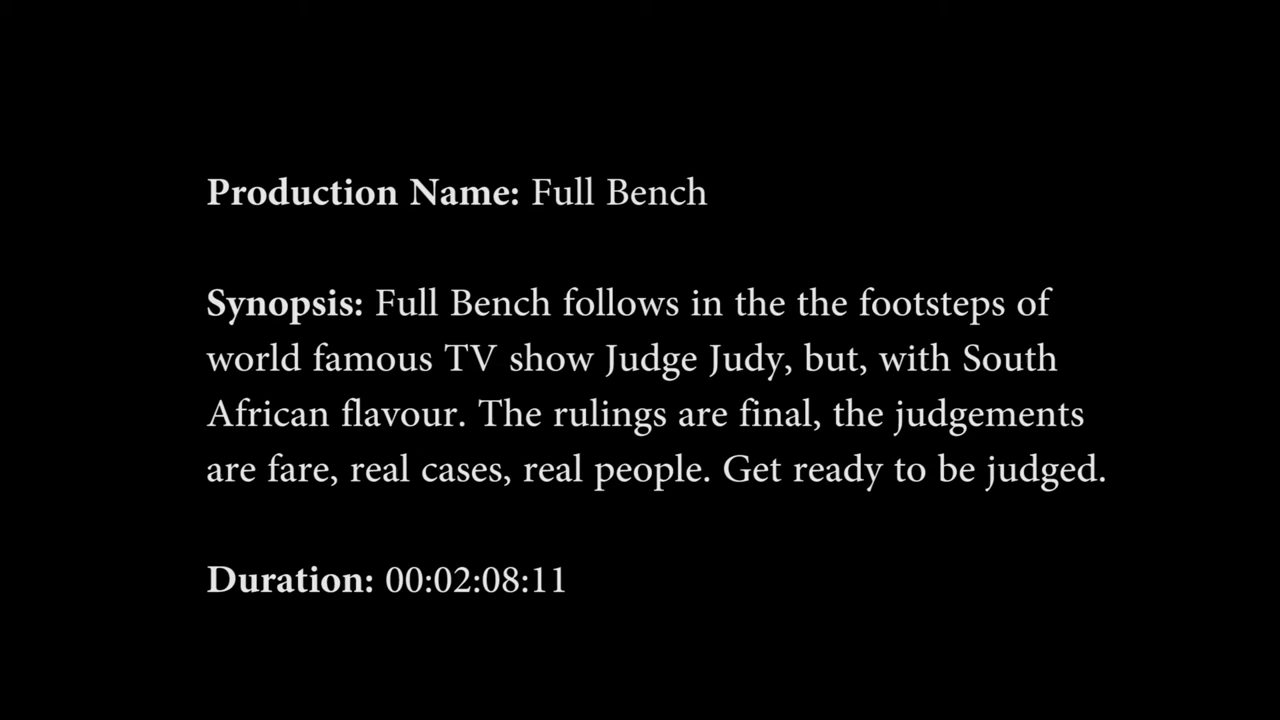 Production Name: Full Bench
Synopsis: Full Bench follows in the the footsteps of
world famous TV show Judge Judy, but, with South
African flavour. The rulings are final, the judgements
are fare, real cases, real people. Get ready to be judged.
Duration: 00:02:08:11